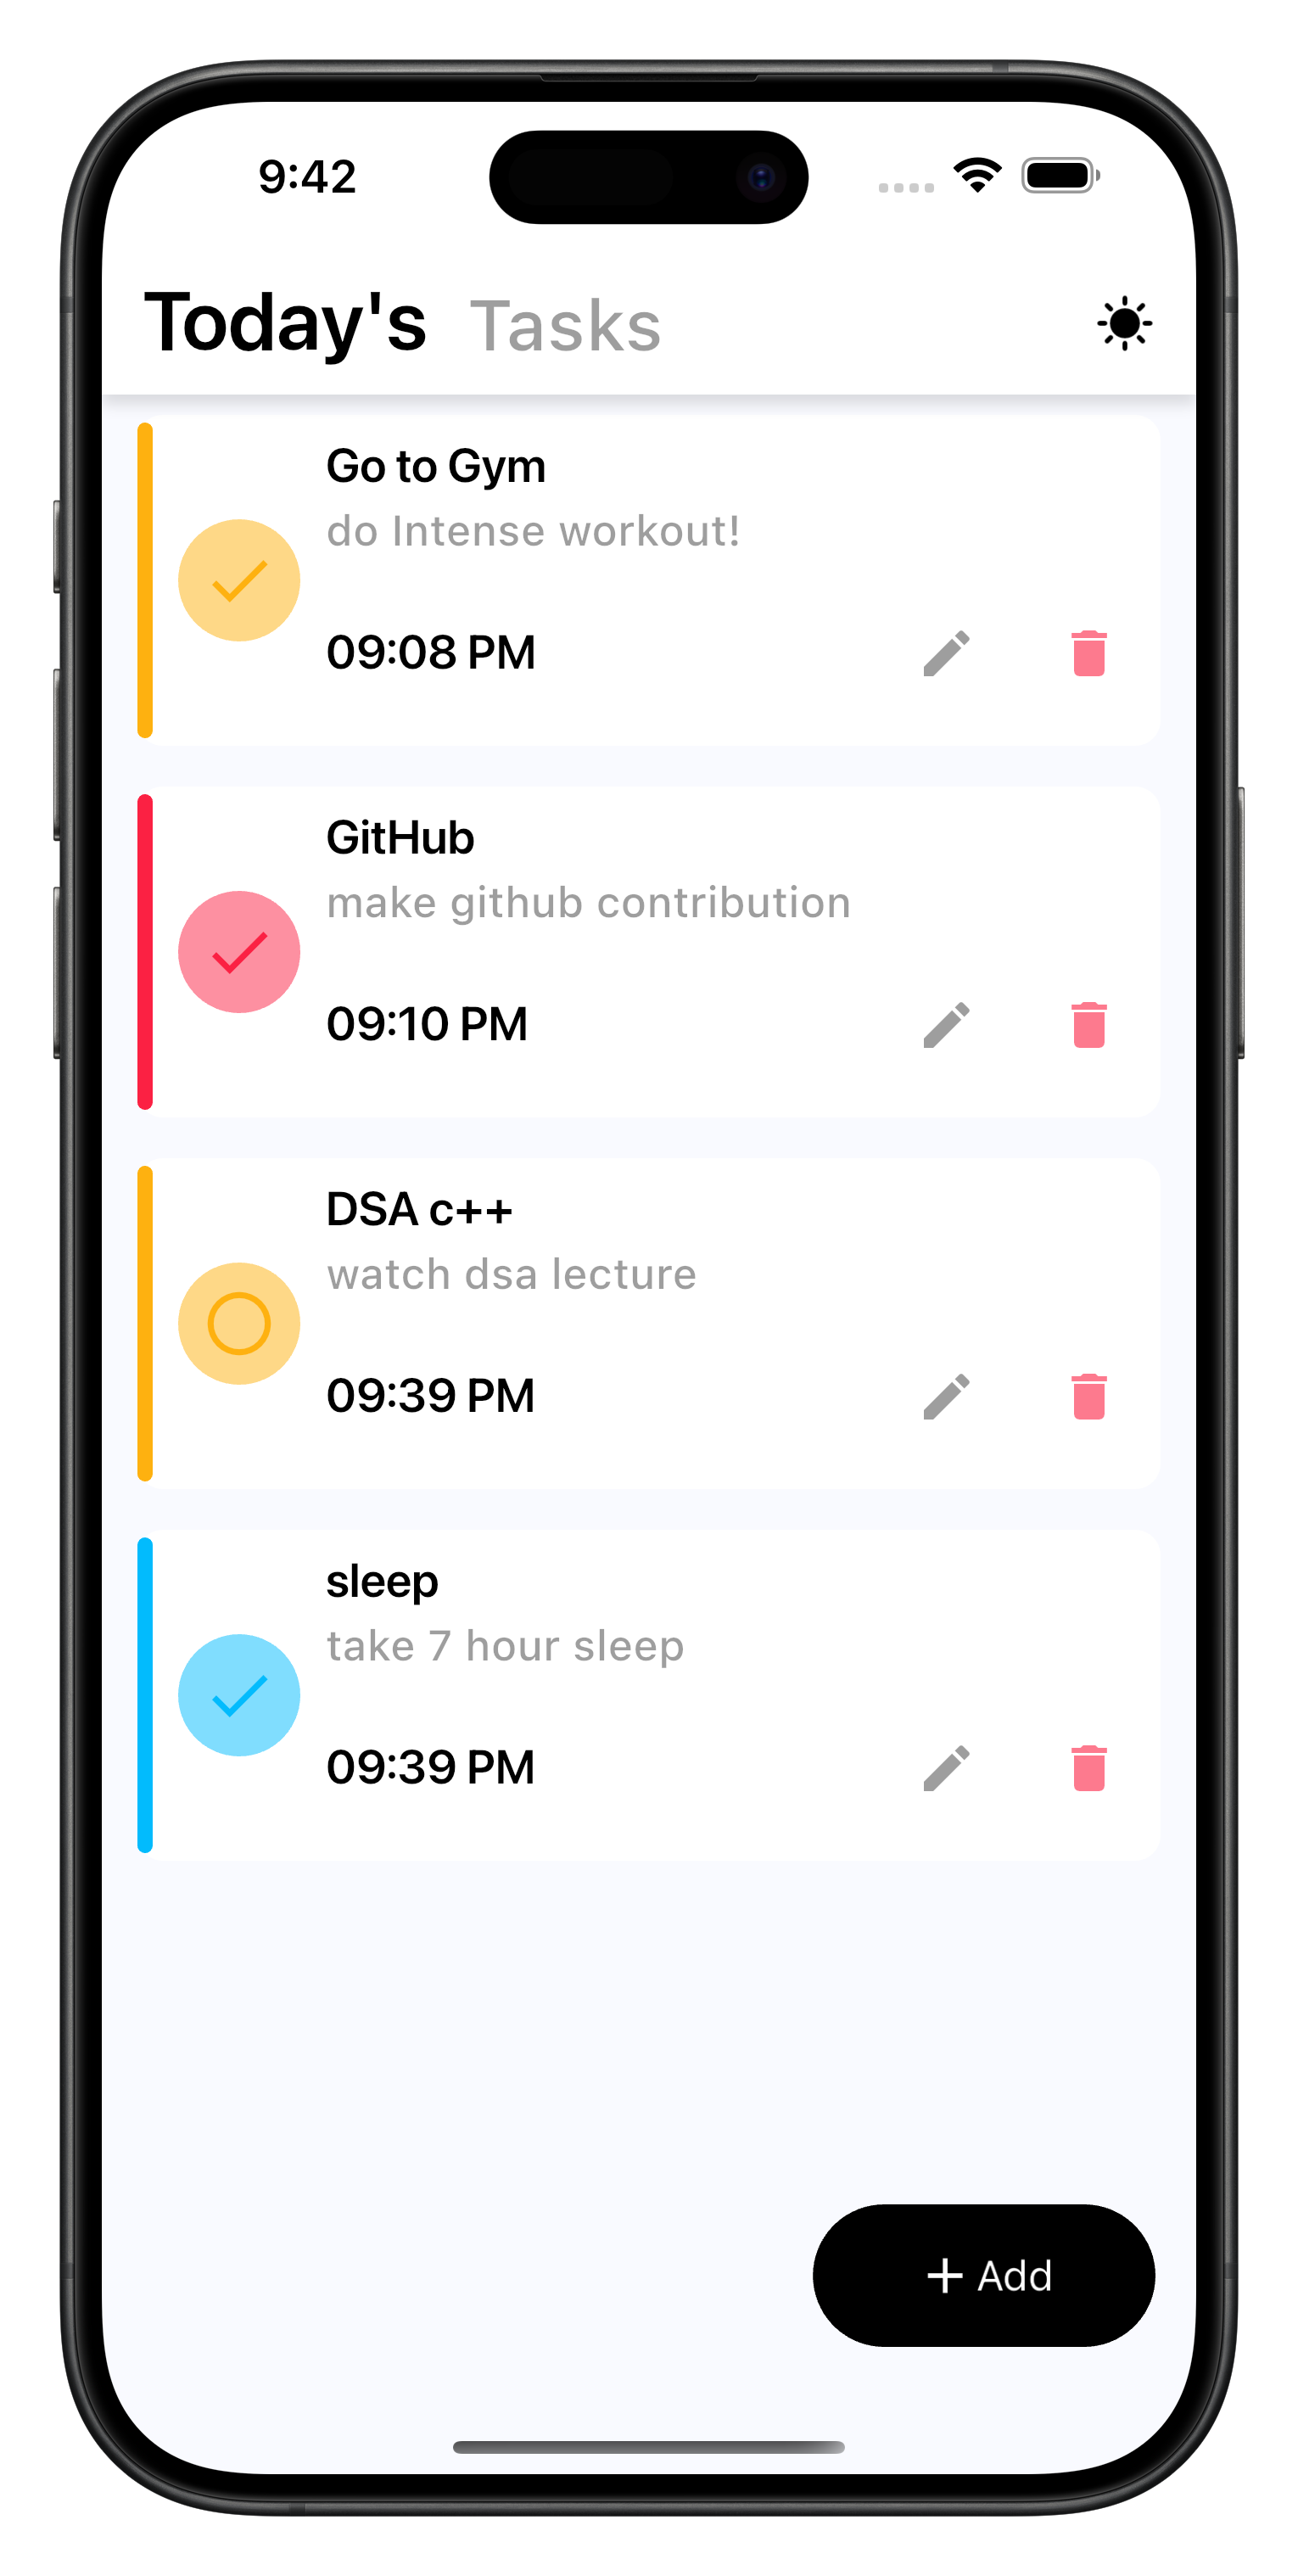 9:42
Today's Tasks
Go to Gym
do Intense workout!
09:08 PM
GitHub
make github contribution
09:10 PM
DSA c++
watch dsa lecture
09:39 PM
sleep
take 7 hour sleep
09:39 PM
+ Add